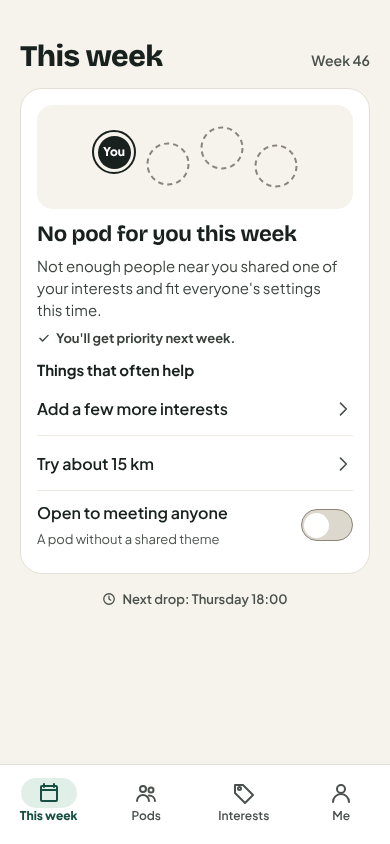 This week
Week 46
You
No pod for you this week
Not enough people near you shared one of
your interests and fit everyone's settings
this time.
You'll get priority next week.
Things that often help
Add a few more interests
Try about 15 km
Open to meeting anyone
A pod without a shared theme
Next drop: Thursday 18:00
This week
Pods
Interests
Me